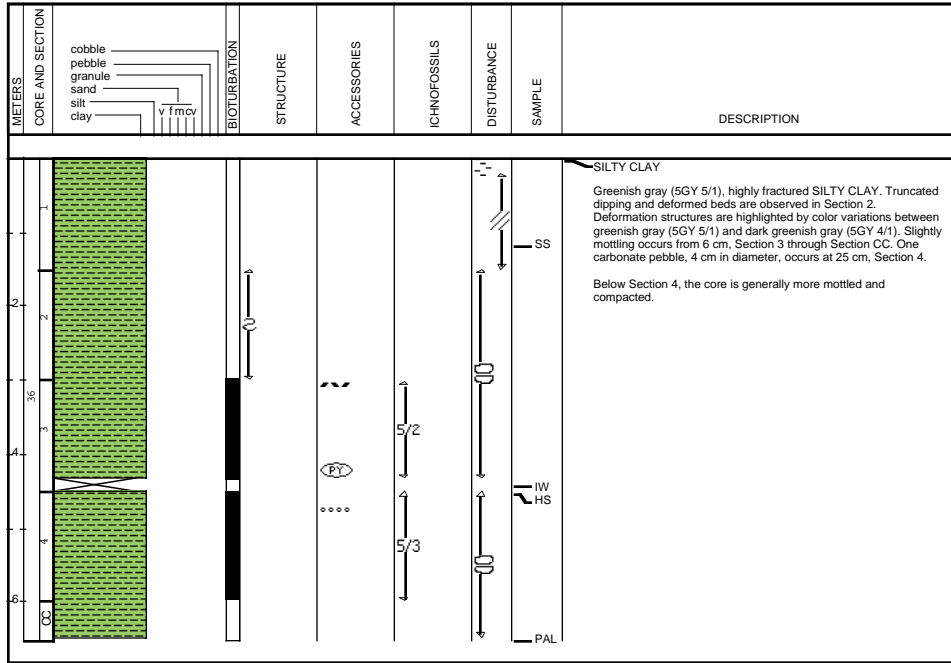 METERS
CORE AND SECTION
cobble
pebble
granule
sand
silt
clay
v f m c v
BIOTURBATION
STRUCTURE
ACCESSORIES
ICHNOFOSSILS
DISTURBANCE
SAMPLE
DESCRIPTION
SILTY CLAY
Greenish gray (5GY 5/1), highly fractured SILTY CLAY. Truncated
dipping and deformed beds are observed in Section 2.
Deformation structures are highlighted by color variations between
greenish gray (5GY 5/1) and dark greenish gray (5GY 4/1). Slightly
mottling occurs from 6 cm, Section 3 through Section CC. One
carbonate pebble, 4 cm in diameter, occurs at 25 cm, Section 4.
Below Section 4, the core is generally more mottled and
compacted.
1
SS
2
2
36
3
5/2
4
PY
IW
HS
4
5/3
6
CC
PAL